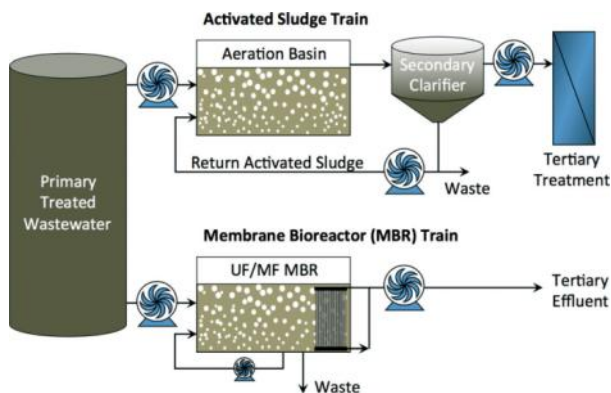 Activated Sludge Train
Aeration Basin
Secondary
Clarifier
Return Activated Sludge
Waste
Tertiary
Treatment
Primary
Treated
Wastewater
Membrane Bioreactor (MBR) Train
UF/MF MBR
Tertiary
Effluent
Waste